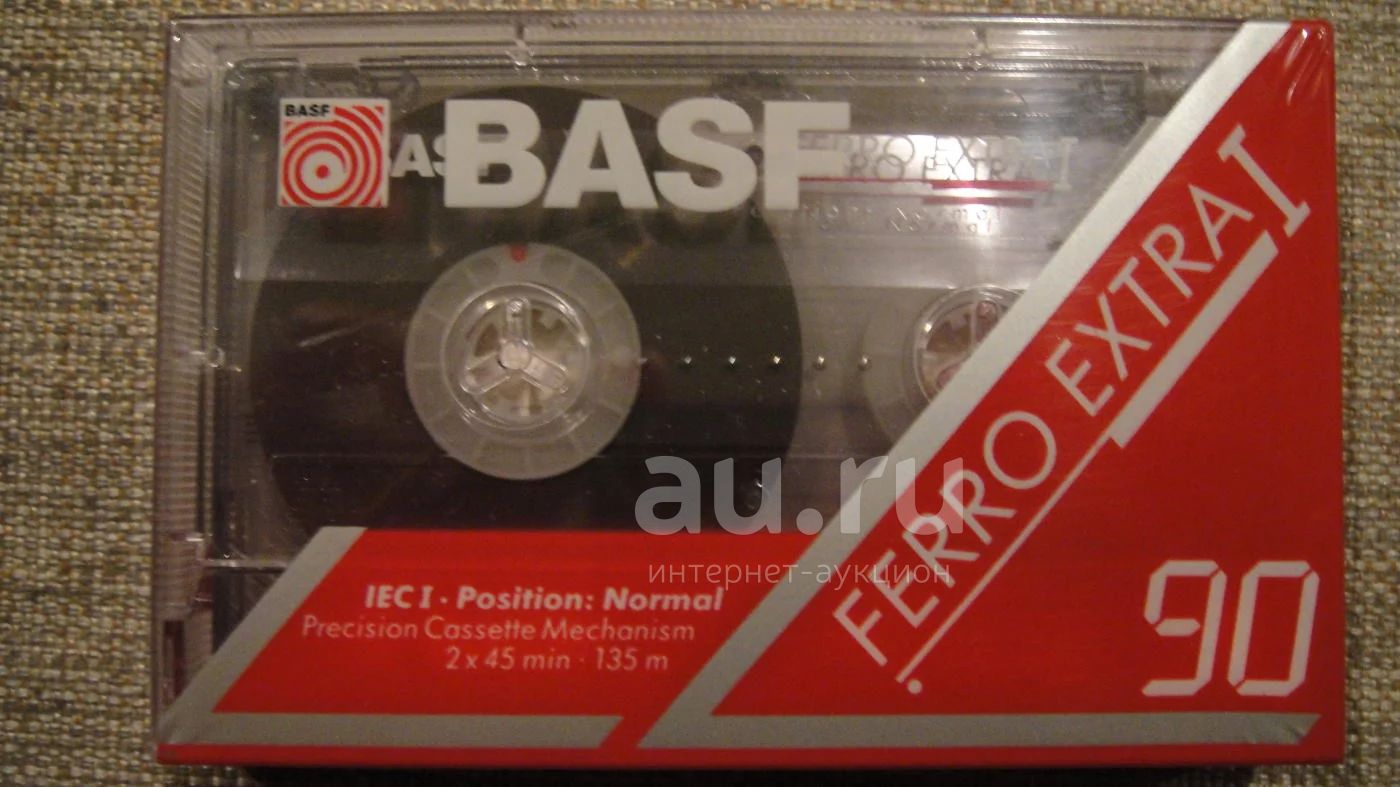 BASF
BASF
FERRO EXTRA I
FERRO EXTRA I
Normal
au.ru
интернет-аукцион
IEC I · Position: Normal
Precision Cassette Mechanism
2 x 45 min · 135 m
90